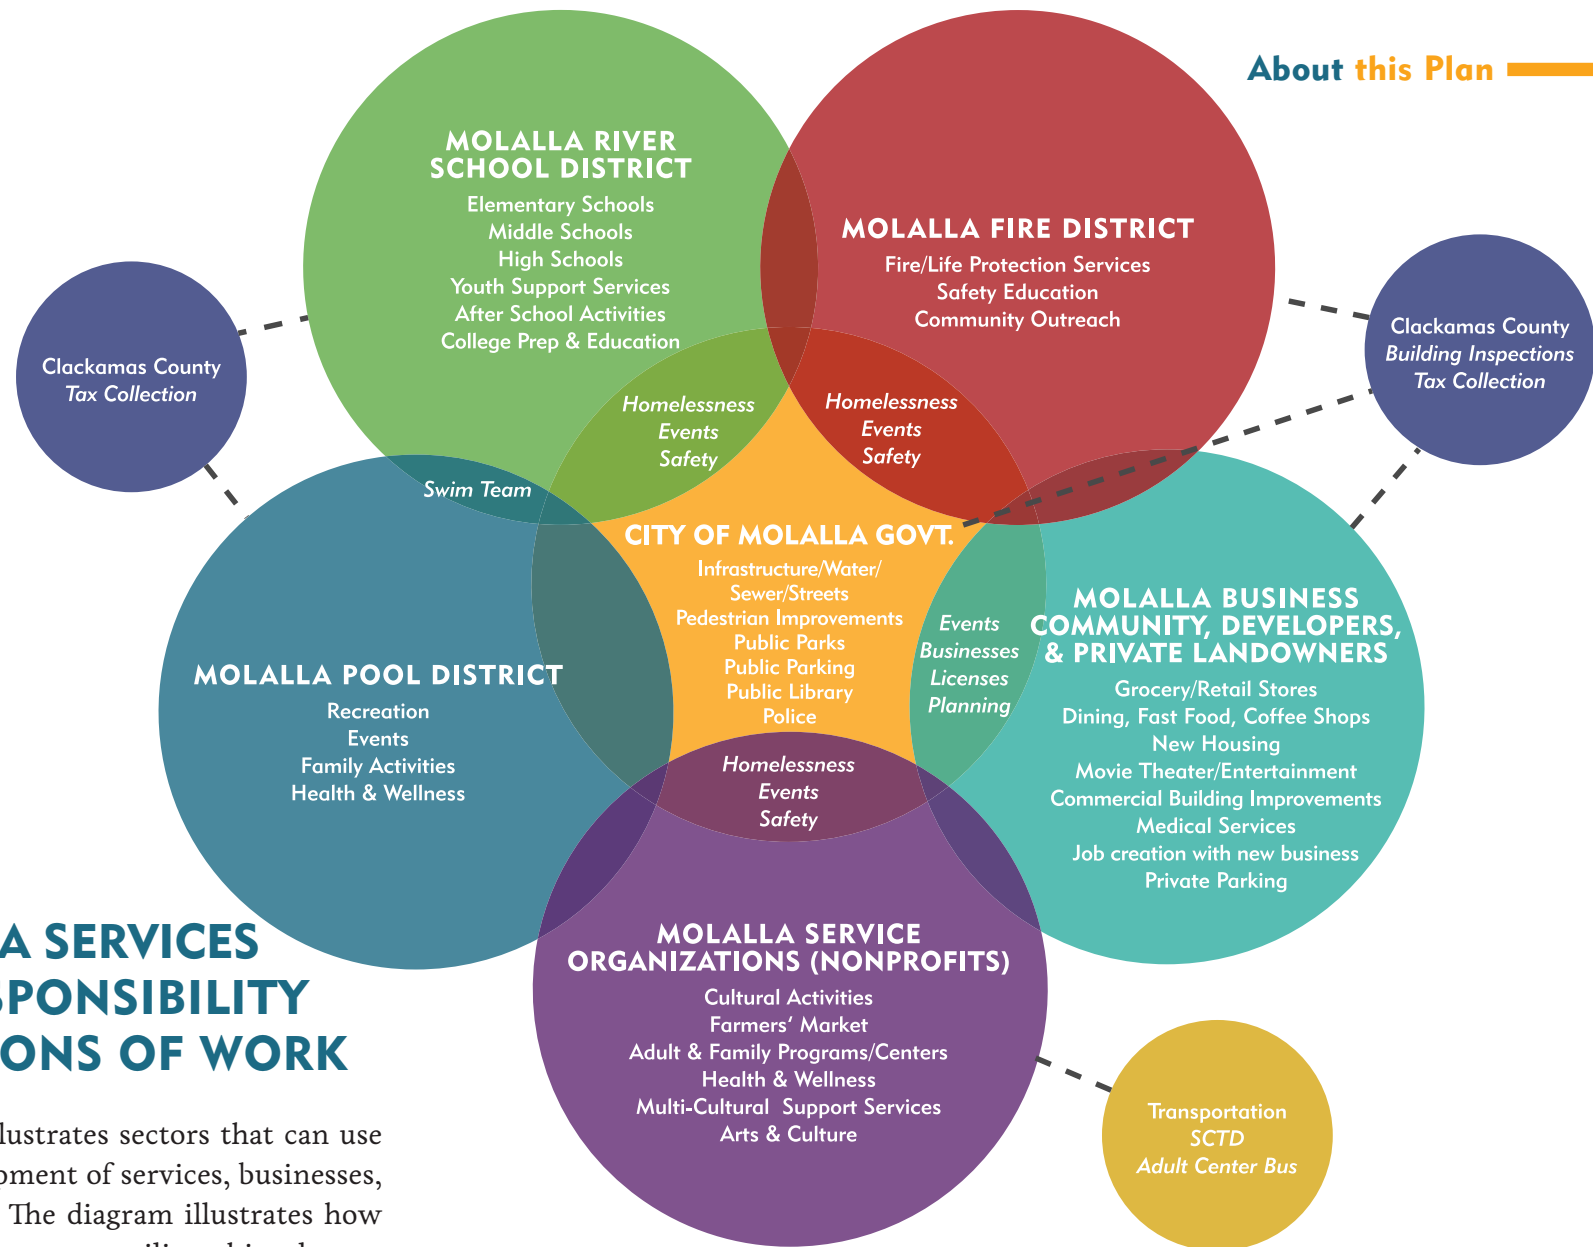 About this Plan
MOLALLA RIVER
SCHOOL DISTRICT
Elementary Schools
Middle Schools
High Schools
Youth Support Services
After School Activities
College Prep & Education
MOLALLA FIRE DISTRICT
Fire/Life Protection Services
Safety Education
Community Outreach
Clackamas County
Tax Collection
Clackamas County
Building Inspections
Tax Collection
Homelessness
Events
Safety
Homelessness
Events
Safety
Swim Team
CITY OF MOLALLA GOVT.
Infrastructure/Water/
Sewer/Streets
Pedestrian Improvements
Public Parks
Public Parking
Public Library
Police
Events
Businesses
Licenses
Planning
MOLALLA BUSINESS
COMMUNITY, DEVELOPERS,
& PRIVATE LANDOWNERS
Grocery/Retail Stores
Dining, Fast Food, Coffee Shops
New Housing
Movie Theater/Entertainment
Commercial Building Improvements
Medical Services
Job creation with new business
Private Parking
MOLALLA POOL DISTRICT
Recreation
Events
Family Activities
Health & Wellness
Homelessness
Events
Safety
MOLALLA SERVICE
ORGANIZATIONS (NONPROFITS)
Cultural Activities
Farmers' Market
Adult & Family Programs/Centers
Health & Wellness
Multi-Cultural Support Services
Arts & Culture
Transportation
SCTD
Adult Center Bus
A SERVICES
SPONSIBILITY
ONS OF WORK
llustrates sectors that can use
pment of services, businesses,
The diagram illustrates how